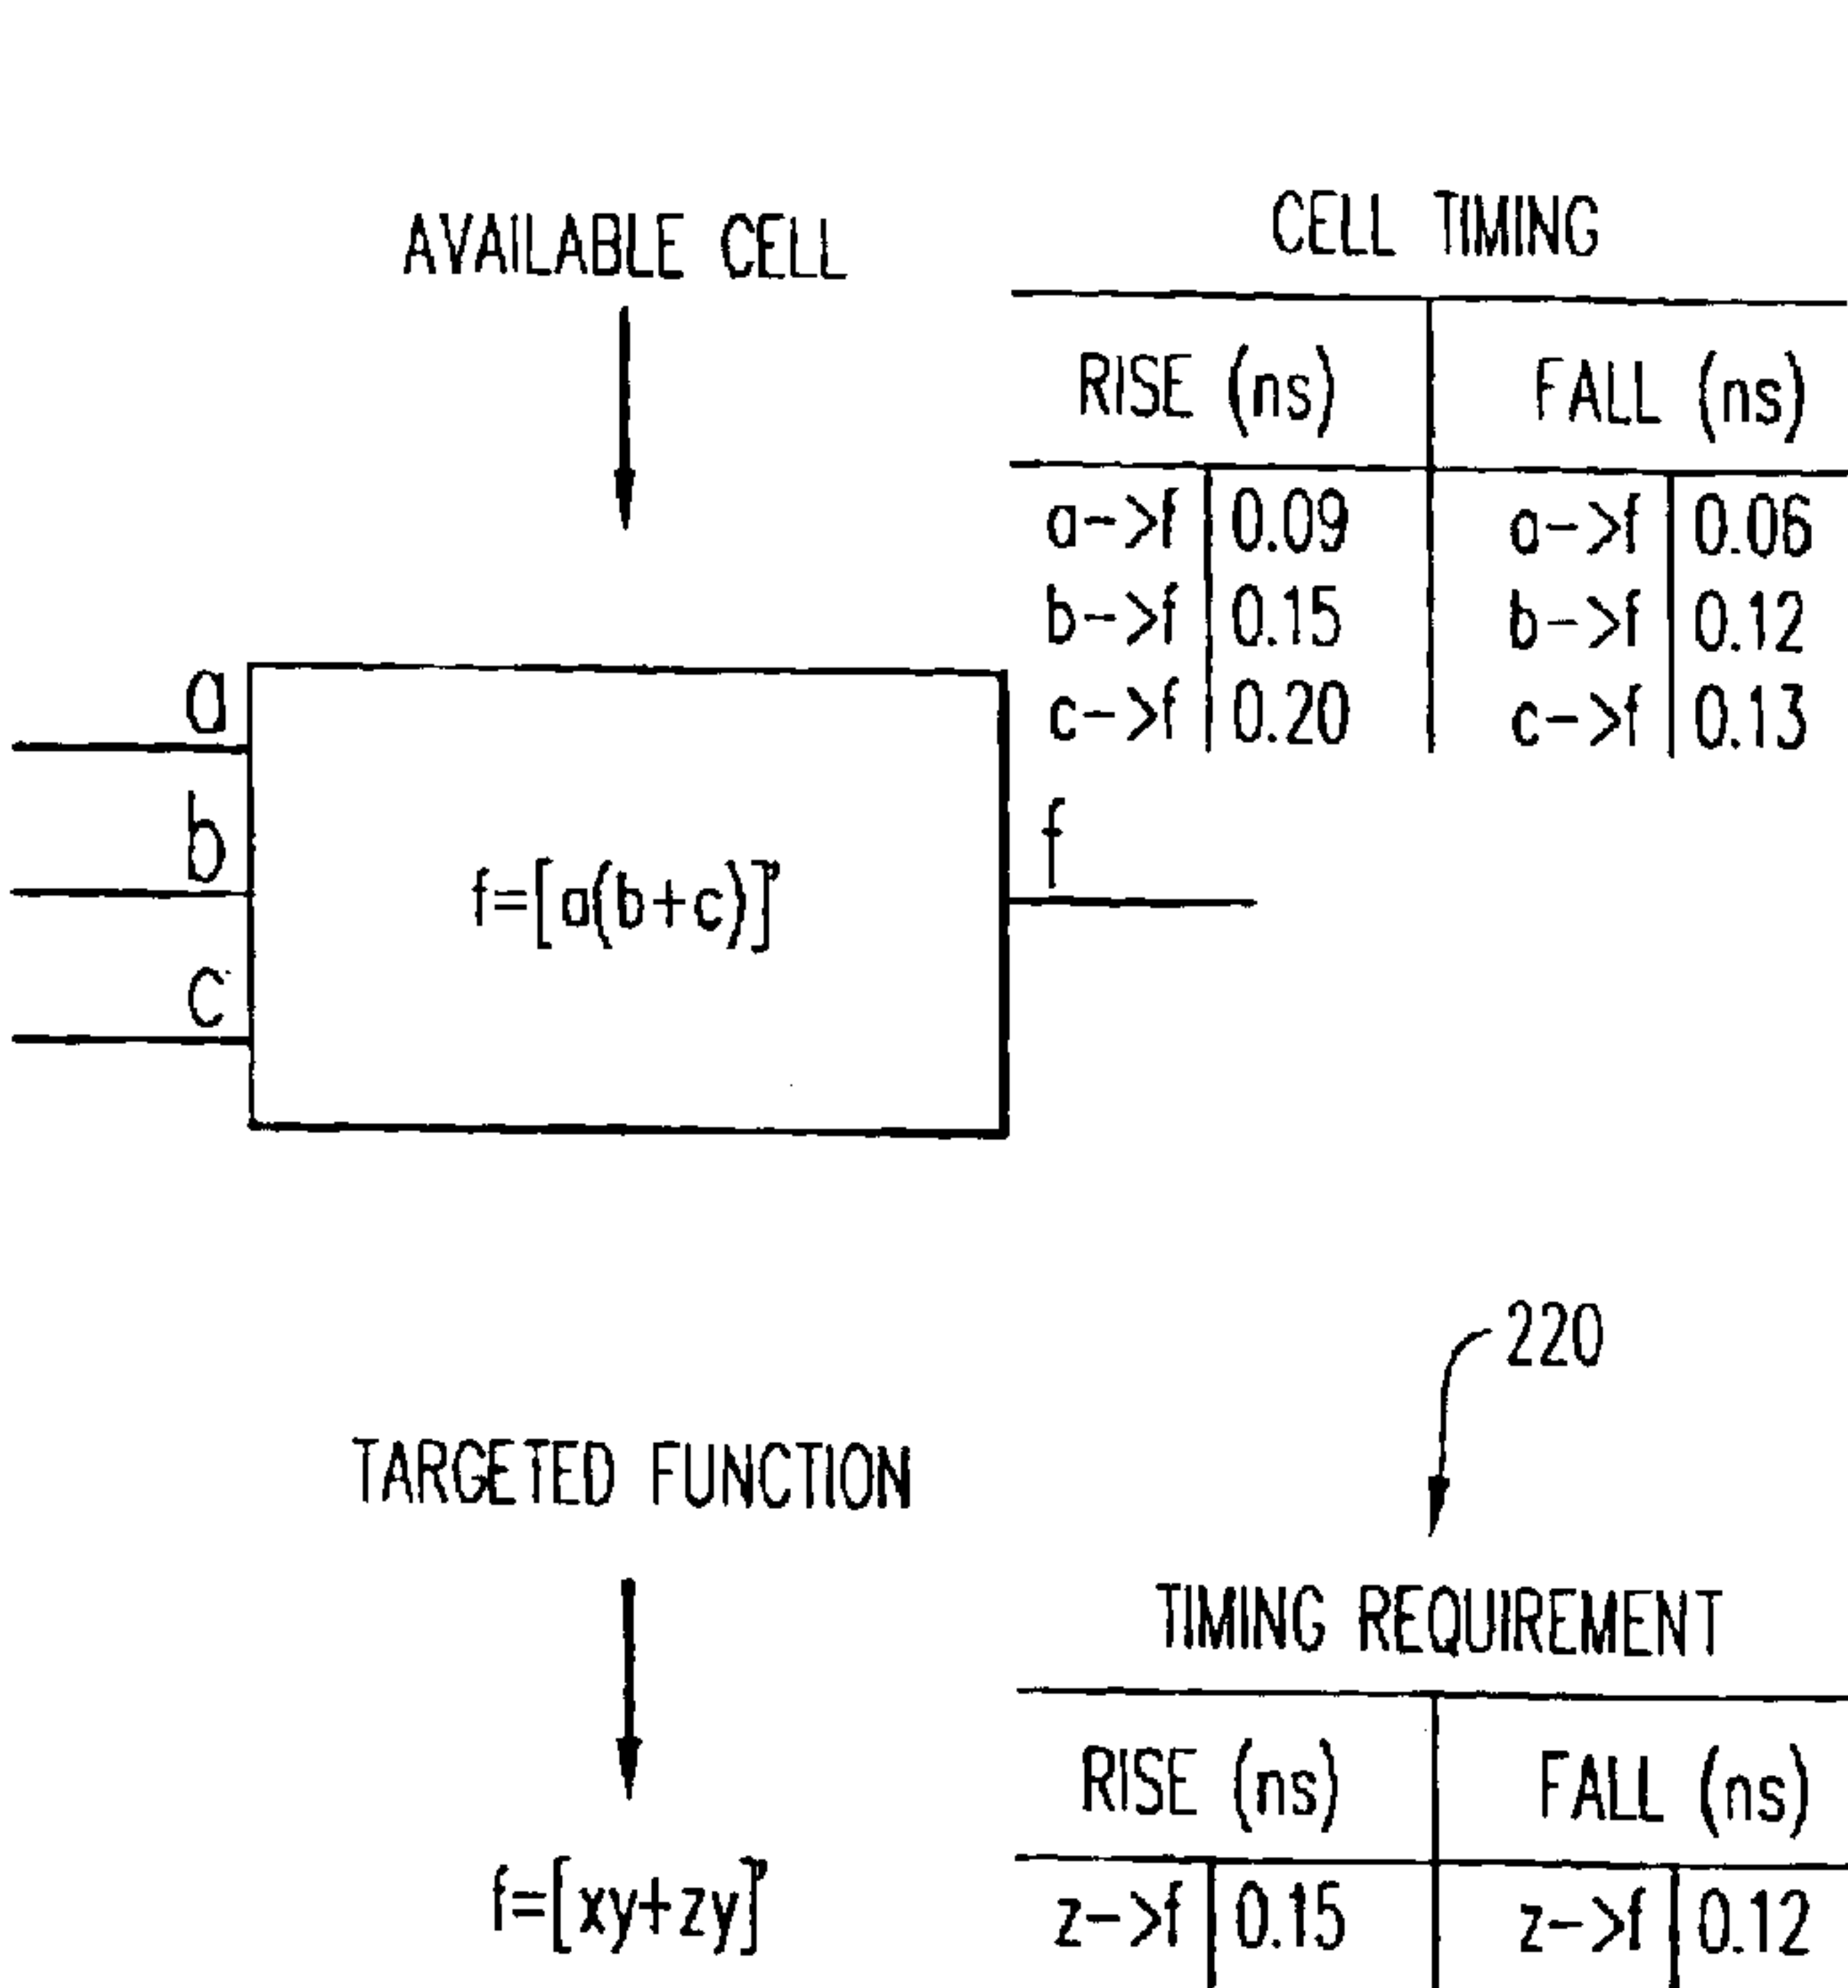 AVAILABLE CELL
CELL TIMING
RISE (ns) FALL (ns)
a->f 0.09 a->f 0.06
b->f 0.15 b->f 0.12
c->f 0.20 c->f 0.13
a
b
c
f=[a(b+c)]'
f
220
TARGETED FUNCTION
TIMING REQUIREMENT
RISE (ns) FALL (ns)
f=[xy+zy]'
z->f 0.15 z->f 0.12